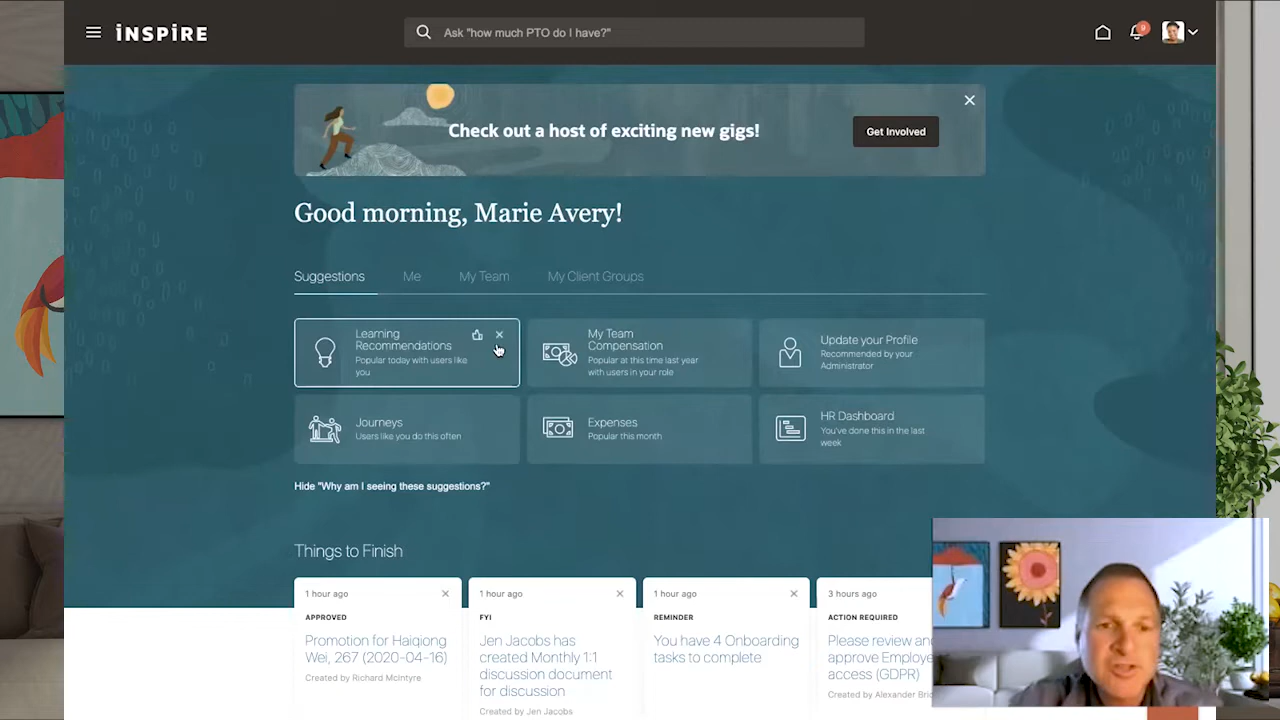 iNSPiRE
Ask "how much PTO do I have?"
9
Check out a host of exciting new gigs!
Get Involved
Good morning, Marie Avery!
Suggestions
Me
My Team
My Client Groups
Learning
Recommendations
Popular today with users like
you
My Team
Compensation
Popular at this time last year
with users in your role
Update your Profile
Recommended by your
Administrator
Journeys
Users like you do this often
Expenses
Popular this month
HR Dashboard
You've done this in the last
week
Hide "Why am I seeing these suggestions?"
Things to Finish
1 hour ago
APPROVED
Promotion for Haiqiong
Wei, 267 (2020-04-16)
Created by Richard McIntyre
1 hour ago
FYI
Jen Jacobs has
created Monthly 1:1
discussion document
for discussion
Created by Jen Jacobs
1 hour ago
REMINDER
You have 4 Onboarding
tasks to complete
3 hours ago
ACTION REQUIRED
Please review
approve
access (GDPR)
Created by Alexander